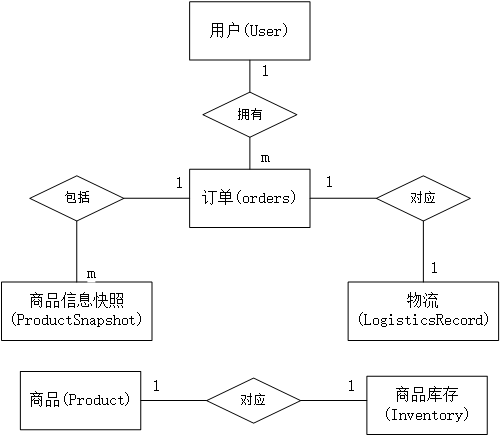 用户(User)
1
拥有
m
包括
1
订单(orders)
1
对应
m
1
商品信息快照
(ProductSnapshot)
物流
(LogisticsRecord)
商品(Product)
1
对应
1
商品库存
(Inventory)